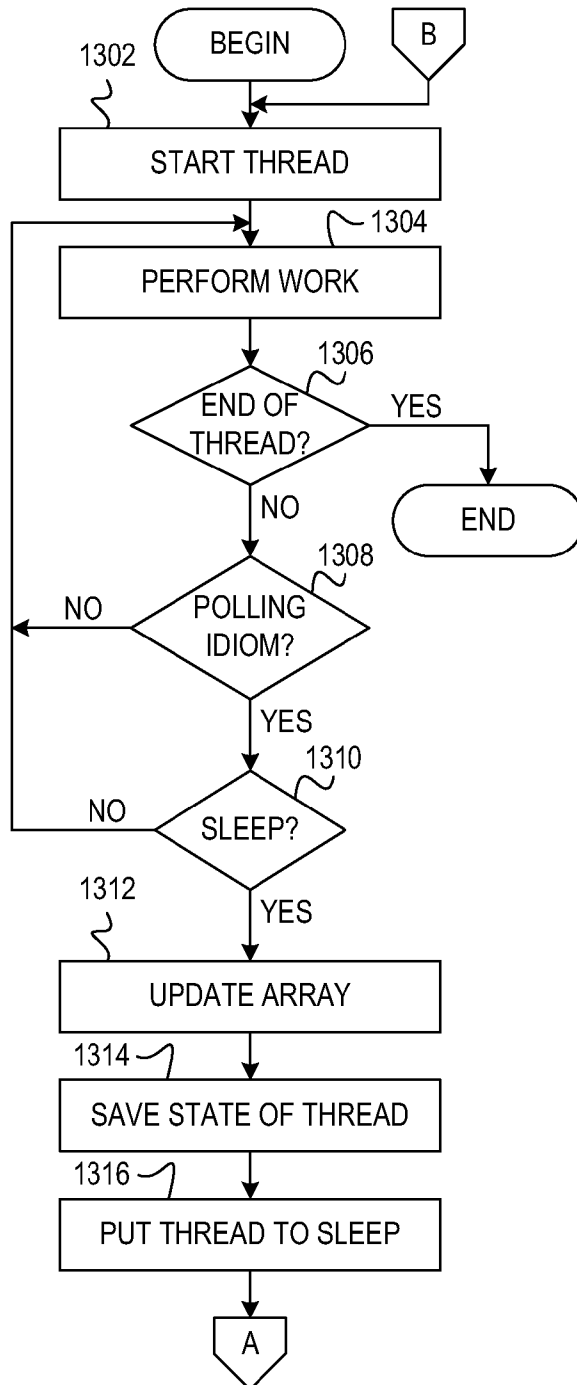 BEGIN
B
1302
START THREAD
1304
PERFORM WORK
1306
END OF
THREAD?
YES
NO
END
1308
NO
POLLING
IDIOM?
YES
1310
NO
SLEEP?
YES
1312
UPDATE ARRAY
1314
SAVE STATE OF THREAD
1316
PUT THREAD TO SLEEP
A